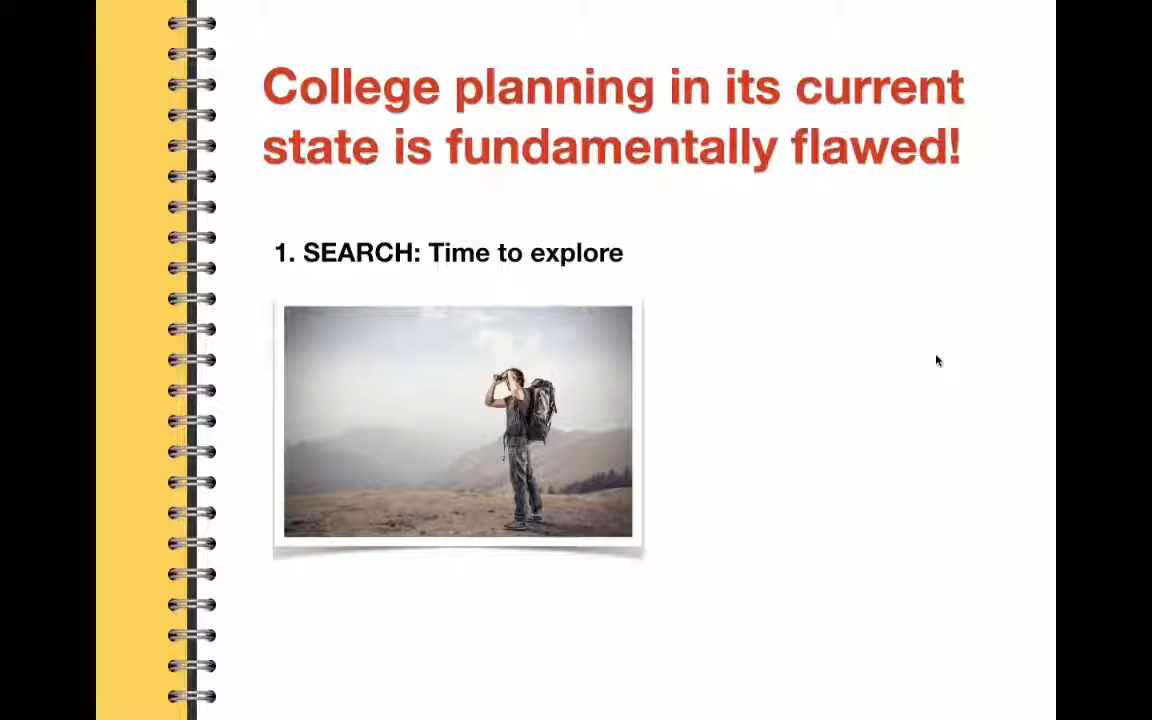 College planning in its current
state is fundamentally flawed!
1. SEARCH: Time to explore